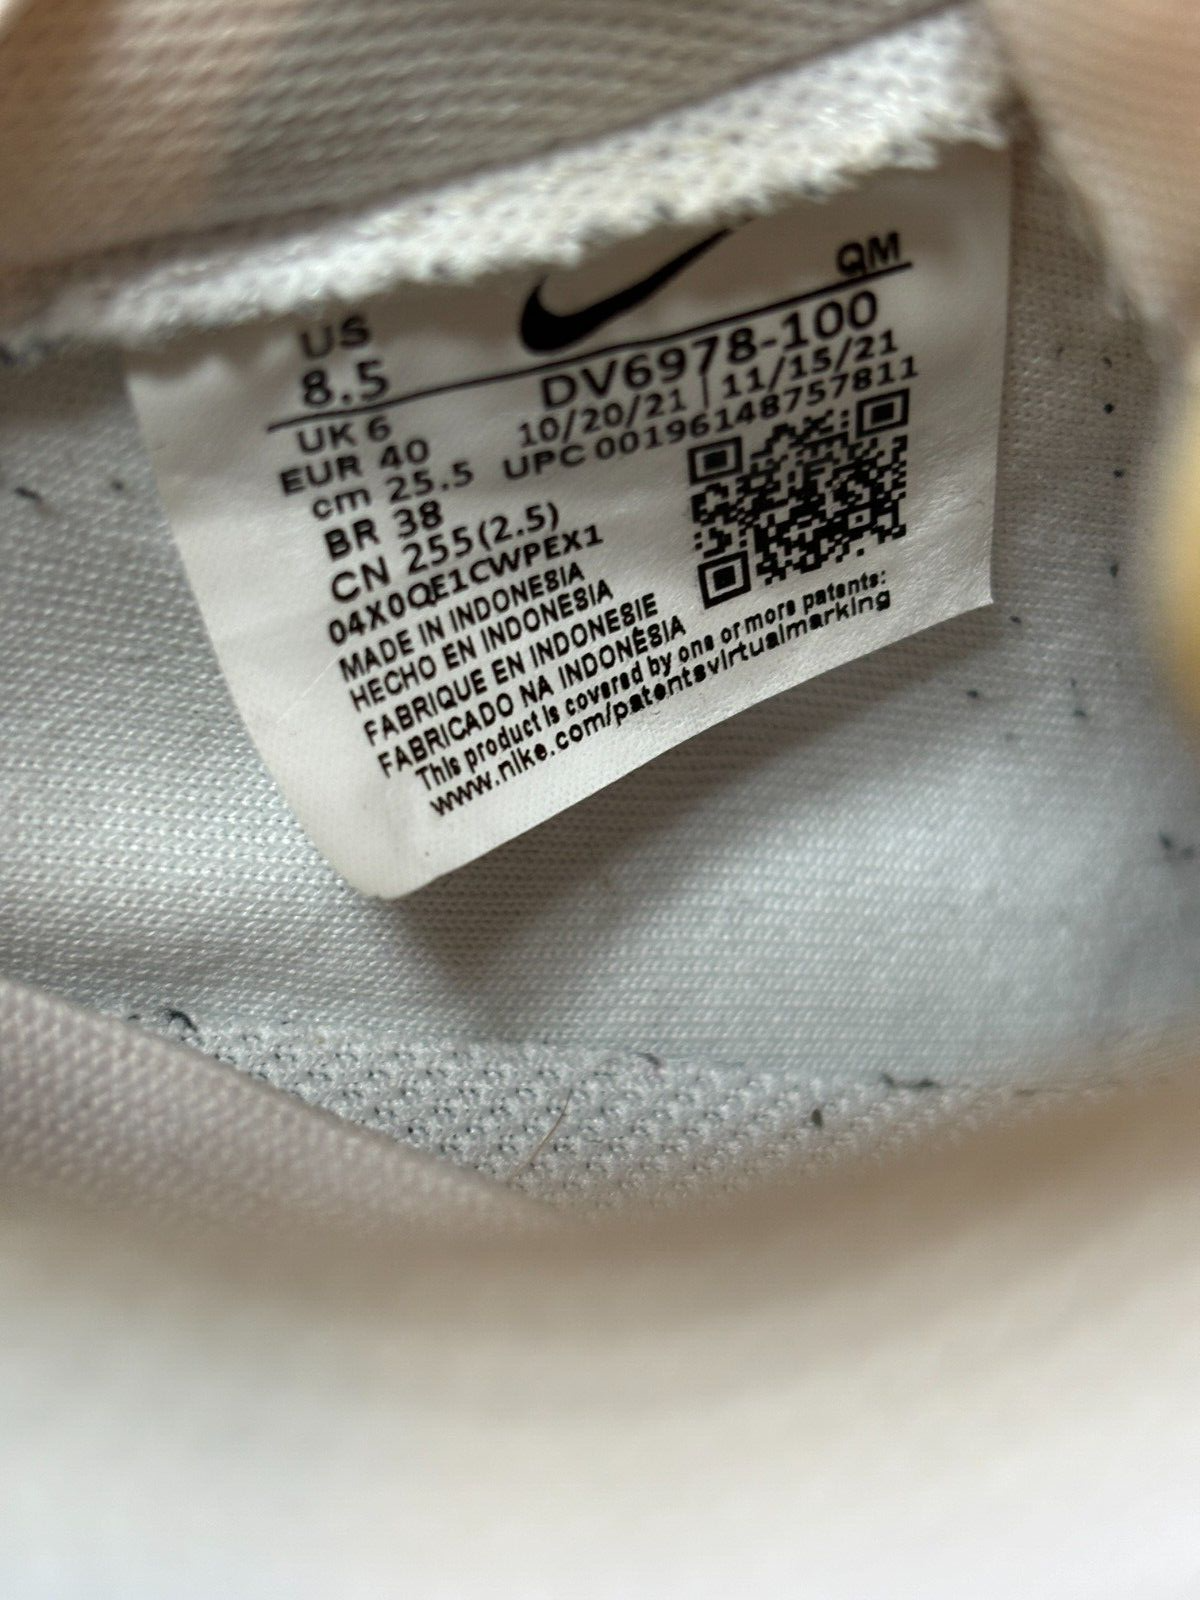 US
8.5
QM
DV6978-100
10/20/21 | 11/15/21
UPC 00196148757811
UK 6
EUR 40
cm 25.5
BR 38
CN 255(2.5)
04X0QE1CWPEX1
MADE IN INDONESIA
HECHO EN INDONESIA
FABRIQUE EN INDONESIE
FABRICADO NA INDONÉSIA
This product is covered by one or more patents:
www.nike.com/patentsvirtualmarking